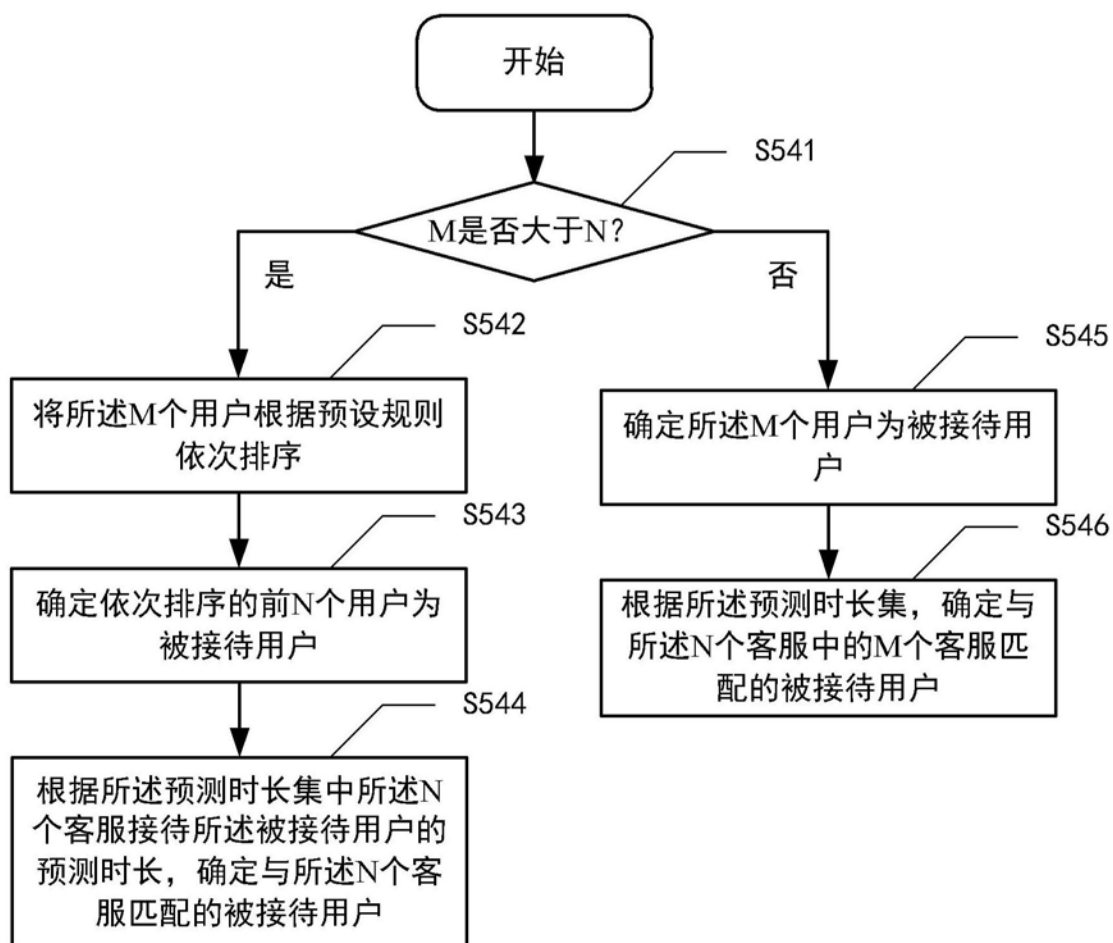 开始
S541
M是否大于N？
是
否
S542
将所述M个用户根据预设规则
依次排序
S543
确定依次排序的前N个用户为
被接待用户
S544
根据所述预测时长集中所述N
个客服接待所述被接待用户的
预测时长，确定与所述N个客
服匹配的被接待用户
S545
确定所述M个用户为被接待用
户
S546
根据所述预测时长集，确定与
所述N个客服中的M个客服匹
配的被接待用户